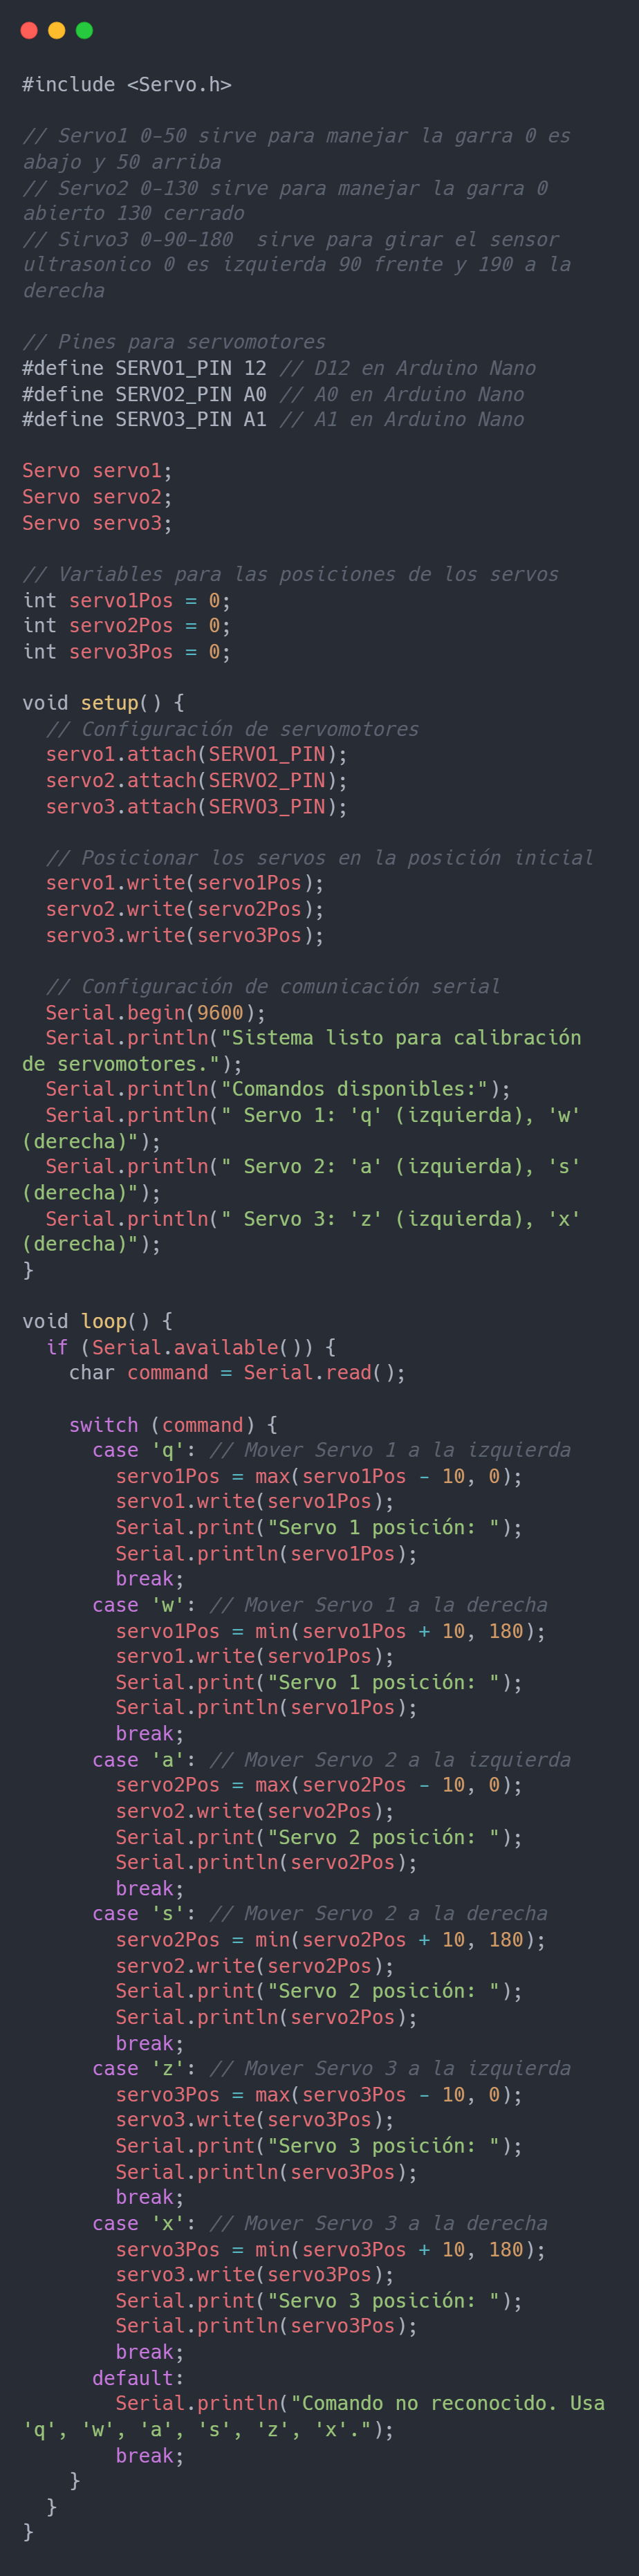 #include <Servo.h>

// Servo1 0-50 sirve para manejar la garra 0 es
abajo y 50 arriba
// Servo2 0-130 sirve para manejar la garra 0
abierto 130 cerrado
// Sirvo3 0-90-180  sirve para girar el sensor
ultrasonico 0 es izquierda 90 frente y 190 a la
derecha

// Pines para servomotores
#define SERVO1_PIN 12 // D12 en Arduino Nano
#define SERVO2_PIN A0 // A0 en Arduino Nano
#define SERVO3_PIN A1 // A1 en Arduino Nano

Servo servo1;
Servo servo2;
Servo servo3;

// Variables para las posiciones de los servos
int servo1Pos = 0;
int servo2Pos = 0;
int servo3Pos = 0;

void setup() {
  // Configuración de servomotores
  servo1.attach(SERVO1_PIN);
  servo2.attach(SERVO2_PIN);
  servo3.attach(SERVO3_PIN);

  // Posicionar los servos en la posición inicial
  servo1.write(servo1Pos);
  servo2.write(servo2Pos);
  servo3.write(servo3Pos);

  // Configuración de comunicación serial
  Serial.begin(9600);
  Serial.println("Sistema listo para calibración
de servomotores.");
  Serial.println("Comandos disponibles:");
  Serial.println(" Servo 1: 'q' (izquierda), 'w'
(derecha)");
  Serial.println(" Servo 2: 'a' (izquierda), 's'
(derecha)");
  Serial.println(" Servo 3: 'z' (izquierda), 'x'
(derecha)");
}

void loop() {
  if (Serial.available()) {
    char command = Serial.read();

    switch (command) {
      case 'q': // Mover Servo 1 a la izquierda
        servo1Pos = max(servo1Pos - 10, 0);
        servo1.write(servo1Pos);
        Serial.print("Servo 1 posición: ");
        Serial.println(servo1Pos);
        break;
      case 'w': // Mover Servo 1 a la derecha
        servo1Pos = min(servo1Pos + 10, 180);
        servo1.write(servo1Pos);
        Serial.print("Servo 1 posición: ");
        Serial.println(servo1Pos);
        break;
      case 'a': // Mover Servo 2 a la izquierda
        servo2Pos = max(servo2Pos - 10, 0);
        servo2.write(servo2Pos);
        Serial.print("Servo 2 posición: ");
        Serial.println(servo2Pos);
        break;
      case 's': // Mover Servo 2 a la derecha
        servo2Pos = min(servo2Pos + 10, 180);
        servo2.write(servo2Pos);
        Serial.print("Servo 2 posición: ");
        Serial.println(servo2Pos);
        break;
      case 'z': // Mover Servo 3 a la izquierda
        servo3Pos = max(servo3Pos - 10, 0);
        servo3.write(servo3Pos);
        Serial.print("Servo 3 posición: ");
        Serial.println(servo3Pos);
        break;
      case 'x': // Mover Servo 3 a la derecha
        servo3Pos = min(servo3Pos + 10, 180);
        servo3.write(servo3Pos);
        Serial.print("Servo 3 posición: ");
        Serial.println(servo3Pos);
        break;
      default:
        Serial.println("Comando no reconocido. Usa
'q', 'w', 'a', 's', 'z', 'x'.");
        break;
    }
  }
}